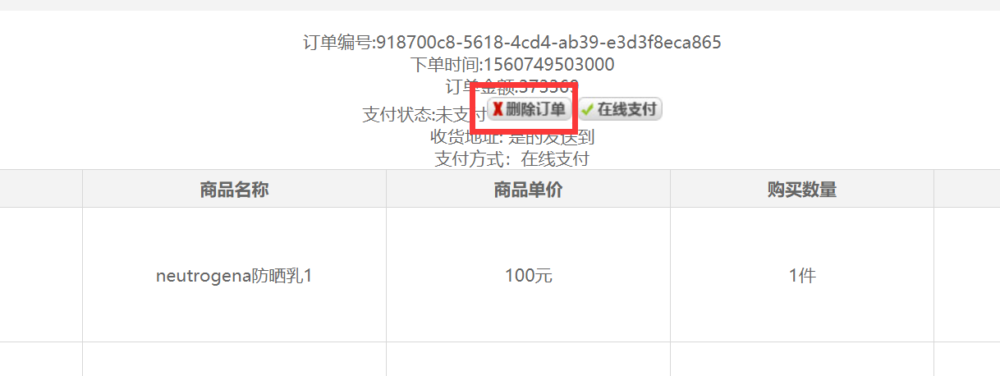 订单编号:918700c8-5618-4cd4-ab39-e3d3f8eca865
下单时间:1560749503000
订单金额:373369
支付状态:未支付 删除订单 在线支付
收货地址: 是的发送到
支付方式：在线支付
商品名称 商品单价 购买数量
neutrogena防晒乳1 100元 1件